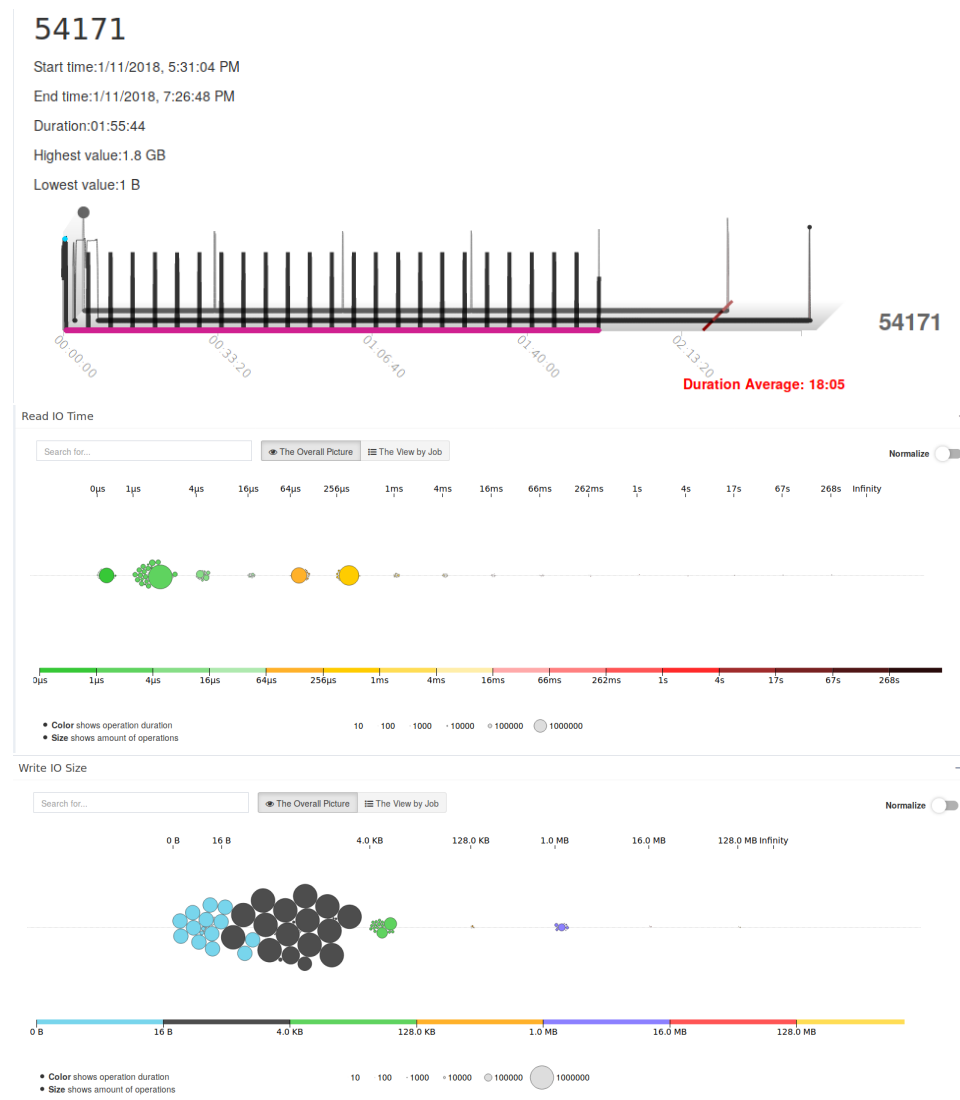 54171
Start time:1/11/2018, 5:31:04 PM
End time:1/11/2018, 7:26:48 PM
Duration:01:55:44
Highest value:1.8 GB
Lowest value:1 B
00:00:00 00:33:20 01:06:40 01:40:00 02:13:20
54171
Duration Average: 18:05
Read IO Time
Search for...
The Overall Picture The View by Job
Normalize
0µs 1µs 4µs 16µs 64µs 256µs 1ms 4ms 16ms 66ms 262ms 1s 4s 17s 67s 268s Infinity
0µs 1µs 4µs 16µs 64µs 256µs 1ms 4ms 16ms 66ms 262ms 1s 4s 17s 67s 268s
• Color shows operation duration
• Size shows amount of operations
10 100 1000 10000 100000 1000000
Write IO Size
Search for...
The Overall Picture The View by Job
Normalize
0 B 16 B 4.0 KB 128.0 KB 1.0 MB 16.0 MB 128.0 MB Infinity
0 B 16 B 4.0 KB 128.0 KB 1.0 MB 16.0 MB 128.0 MB
• Color shows operation duration
• Size shows amount of operations
10 100 1000 10000 100000 1000000